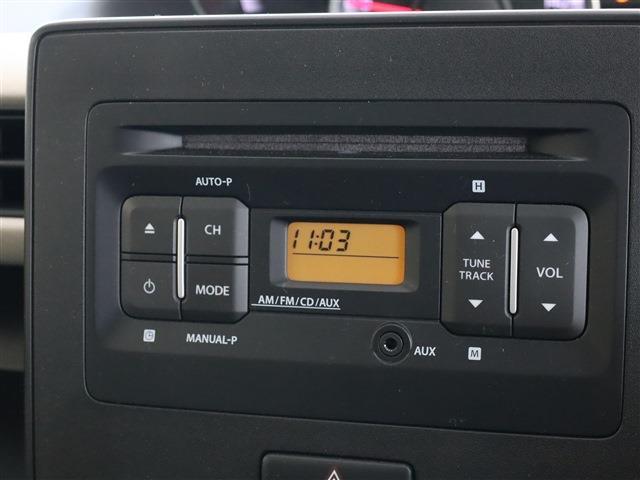 AUTO-P
H
CH
11:03
TUNE
TRACK
VOL
MODE
AM/FM/CD/AUX
MANUAL-P
AUX
M